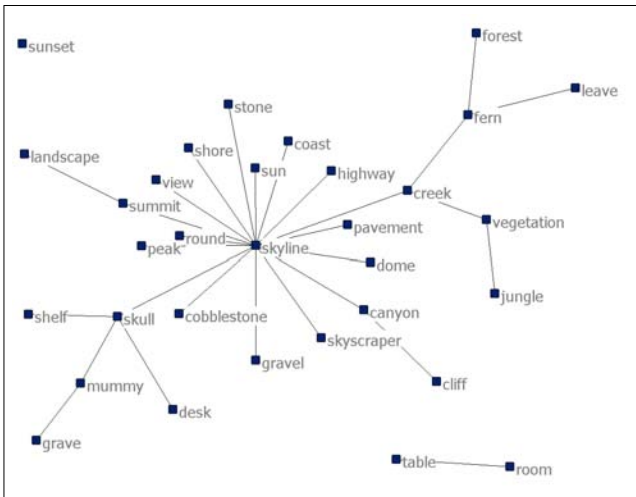 sunset
forest
leave
stone
fern
shore
coast
landscape
sun
highway
view
creek
summit
vegetation
pavement
round
peak
skyline
dome
jungle
shelf
skull
cobblestone
canyon
skyscraper
gravel
cliff
mummy
desk
grave
table
room